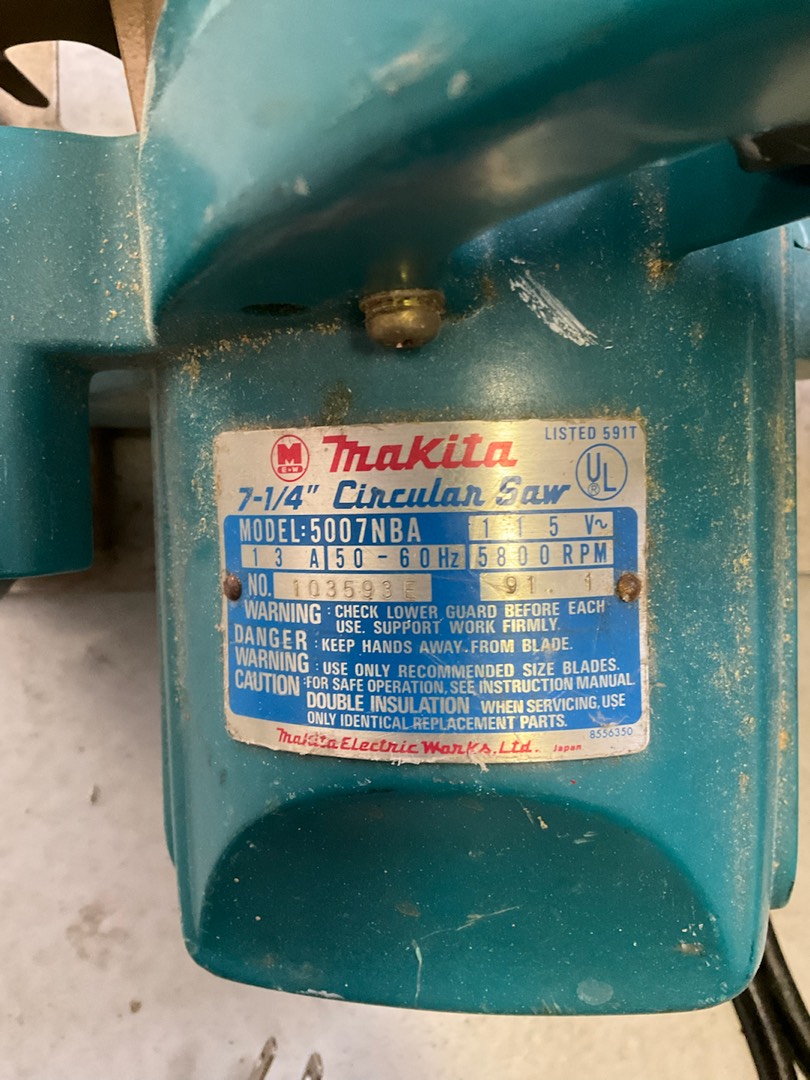 LISTED 591T
M
E&W
Makita
UL
®
7-1/4" Circular Saw
MODEL:5007NBA 115 V~
13 A 50-60Hz 5800RPM
NO. 103593E 91. 1
WARNING : CHECK LOWER GUARD BEFORE EACH
USE. SUPPORT WORK FIRMLY.
DANGER : KEEP HANDS AWAY.FROM BLADE.
WARNING : USE ONLY RECOMMENDED SIZE BLADES.
CAUTION :FOR SAFE OPERATION, SEE INSTRUCTION MANUAL
DOUBLE INSULATION WHEN SERVICING, USE
ONLY IDENTICAL REPLACEMENT PARTS.
8556350
Makita Electric Works, Ltd. Japan